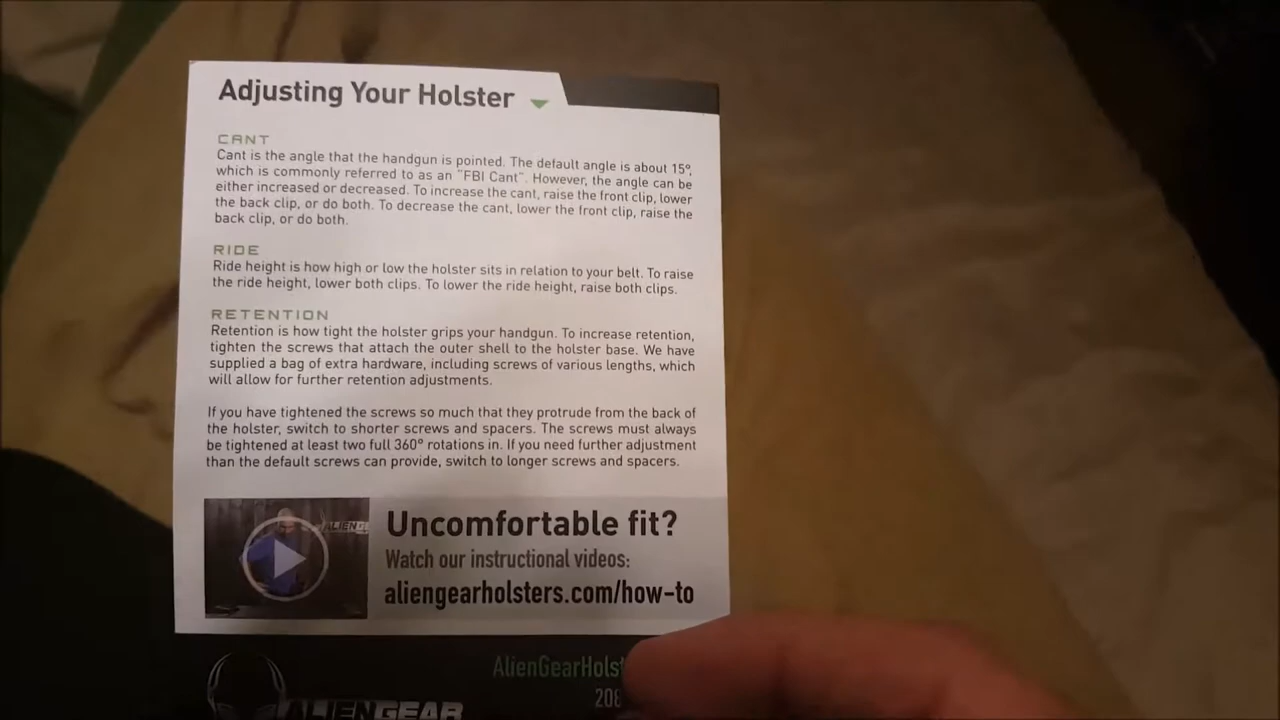 Adjusting Your Holster
CANT
Cant is the angle that the handgun is pointed. The default angle is about 15º,
which is commonly referred to as an "FBI Cant". However, the angle can be
either increased or decreased. To increase the cant, raise the front clip, lower
the back clip, or do both. To decrease the cant, lower the front clip, raise the
back clip, or do both.
RIDE
Ride height is how high or low the holster sits in relation to your belt. To raise
the ride height, lower both clips. To lower the ride height, raise both clips.
RETENTION
Retention is how tight the holster grips your handgun. To increase retention,
tighten the screws that attach the outer shell to the holster base. We have
supplied a bag of extra hardware, including screws of various lengths, which
will allow for further retention adjustments.
If you have tightened the screws so much that they protrude from the back of
the holster, switch to shorter screws and spacers. The screws must always
be tightened at least two full 360° rotations in. If you need further adjustment
than the default screws can provide, switch to longer screws and spacers.
Uncomfortable fit?
Watch our instructional videos:
aliengearholsters.com/how-to
AlienGearHolst
208
ALIENGEAR